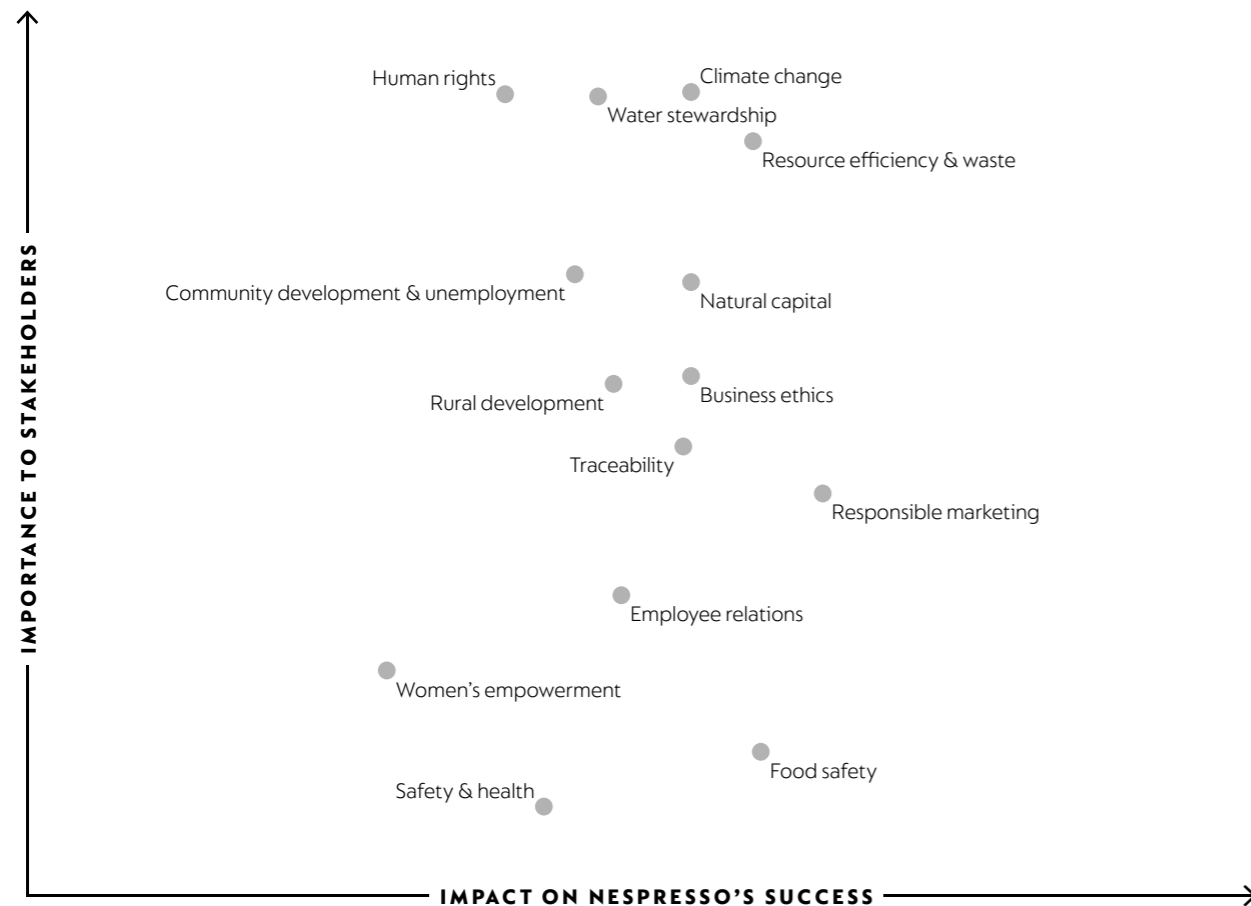 Human rights
Climate change
Water stewardship
Resource efficiency & waste
Community development & unemployment
Natural capital
Rural development
Business ethics
Traceability
Responsible marketing
Employee relations
Women’s empowerment
Food safety
Safety & health
IMPORTANCE TO STAKEHOLDERS
IMPACT ON NESPRESSO’S SUCCESS